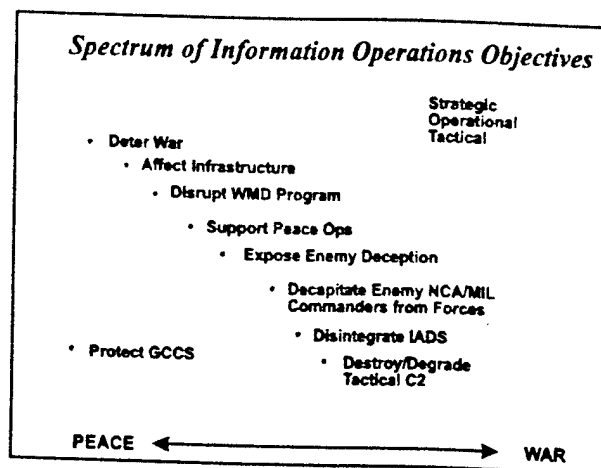 Spectrum of Information Operations Objectives
Strategic
Operational
Tactical
• Deter War
• Affect Infrastructure
• Disrupt WMD Program
• Support Peace Ops
• Expose Enemy Deception
• Decapitate Enemy NCA/MIL
Commanders from Forces
• Disintegrate IADS
• Protect GCCS
• Destroy/Degrade
Tactical C2
PEACE
WAR